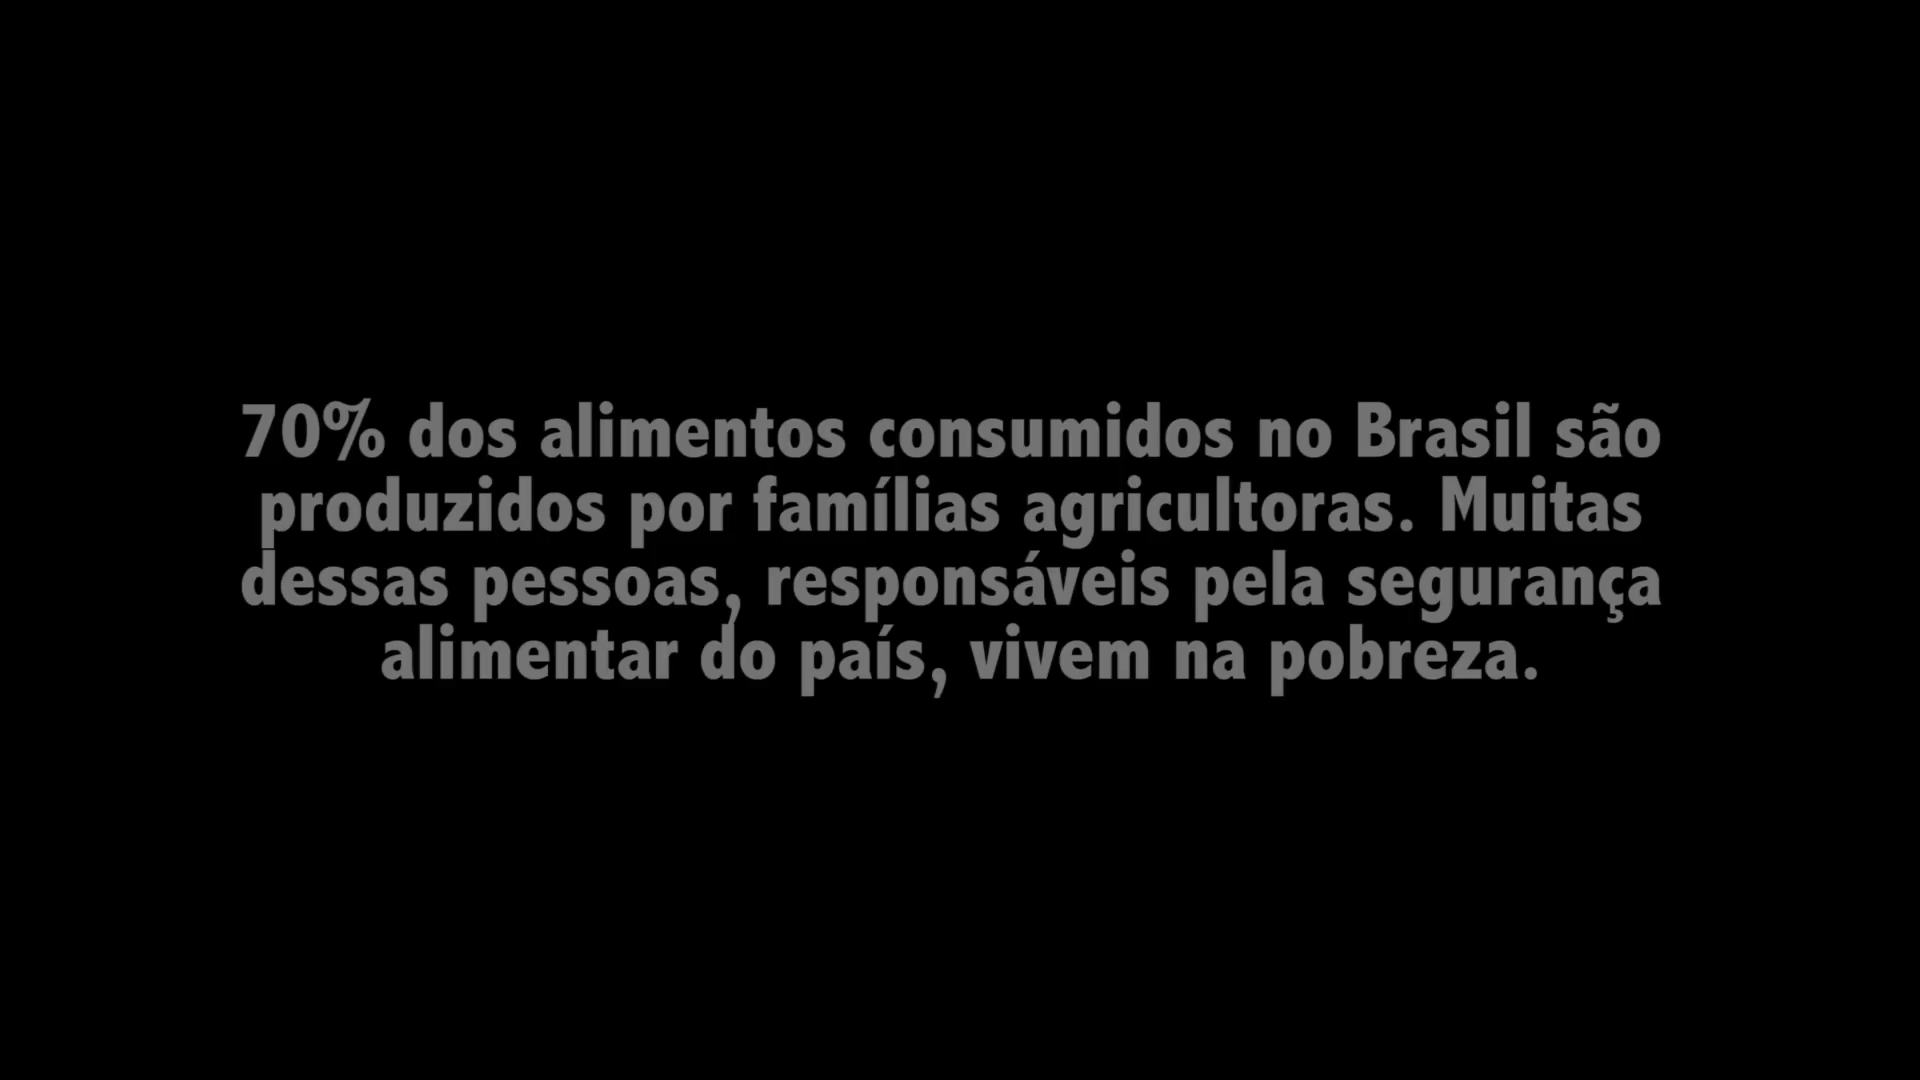 70% dos alimentos consumidos no Brasil são
produzidos por famílias agricultoras. Muitas
dessas pessoas, responsáveis pela segurança
alimentar do país, vivem na pobreza.